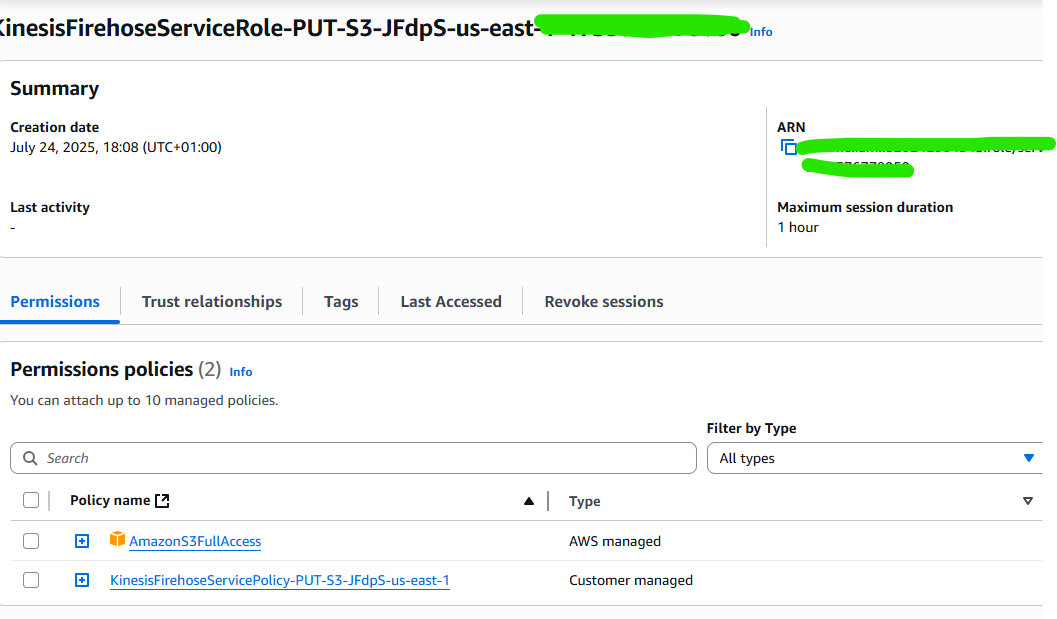 KinesisFirehoseServiceRole-PUT-S3-JFdpS-us-east- Info
Summary
Creation date
July 24, 2025, 18:08 (UTC+01:00)
ARN
Last activity
-
Maximum session duration
1 hour
Permissions
Trust relationships
Tags
Last Accessed
Revoke sessions
Permissions policies (2) Info
You can attach up to 10 managed policies.
Filter by Type
Search
All types
Policy name
Type
AmazonS3FullAccess
AWS managed
KinesisFirehoseServicePolicy-PUT-S3-JFdpS-us-east-1
Customer managed